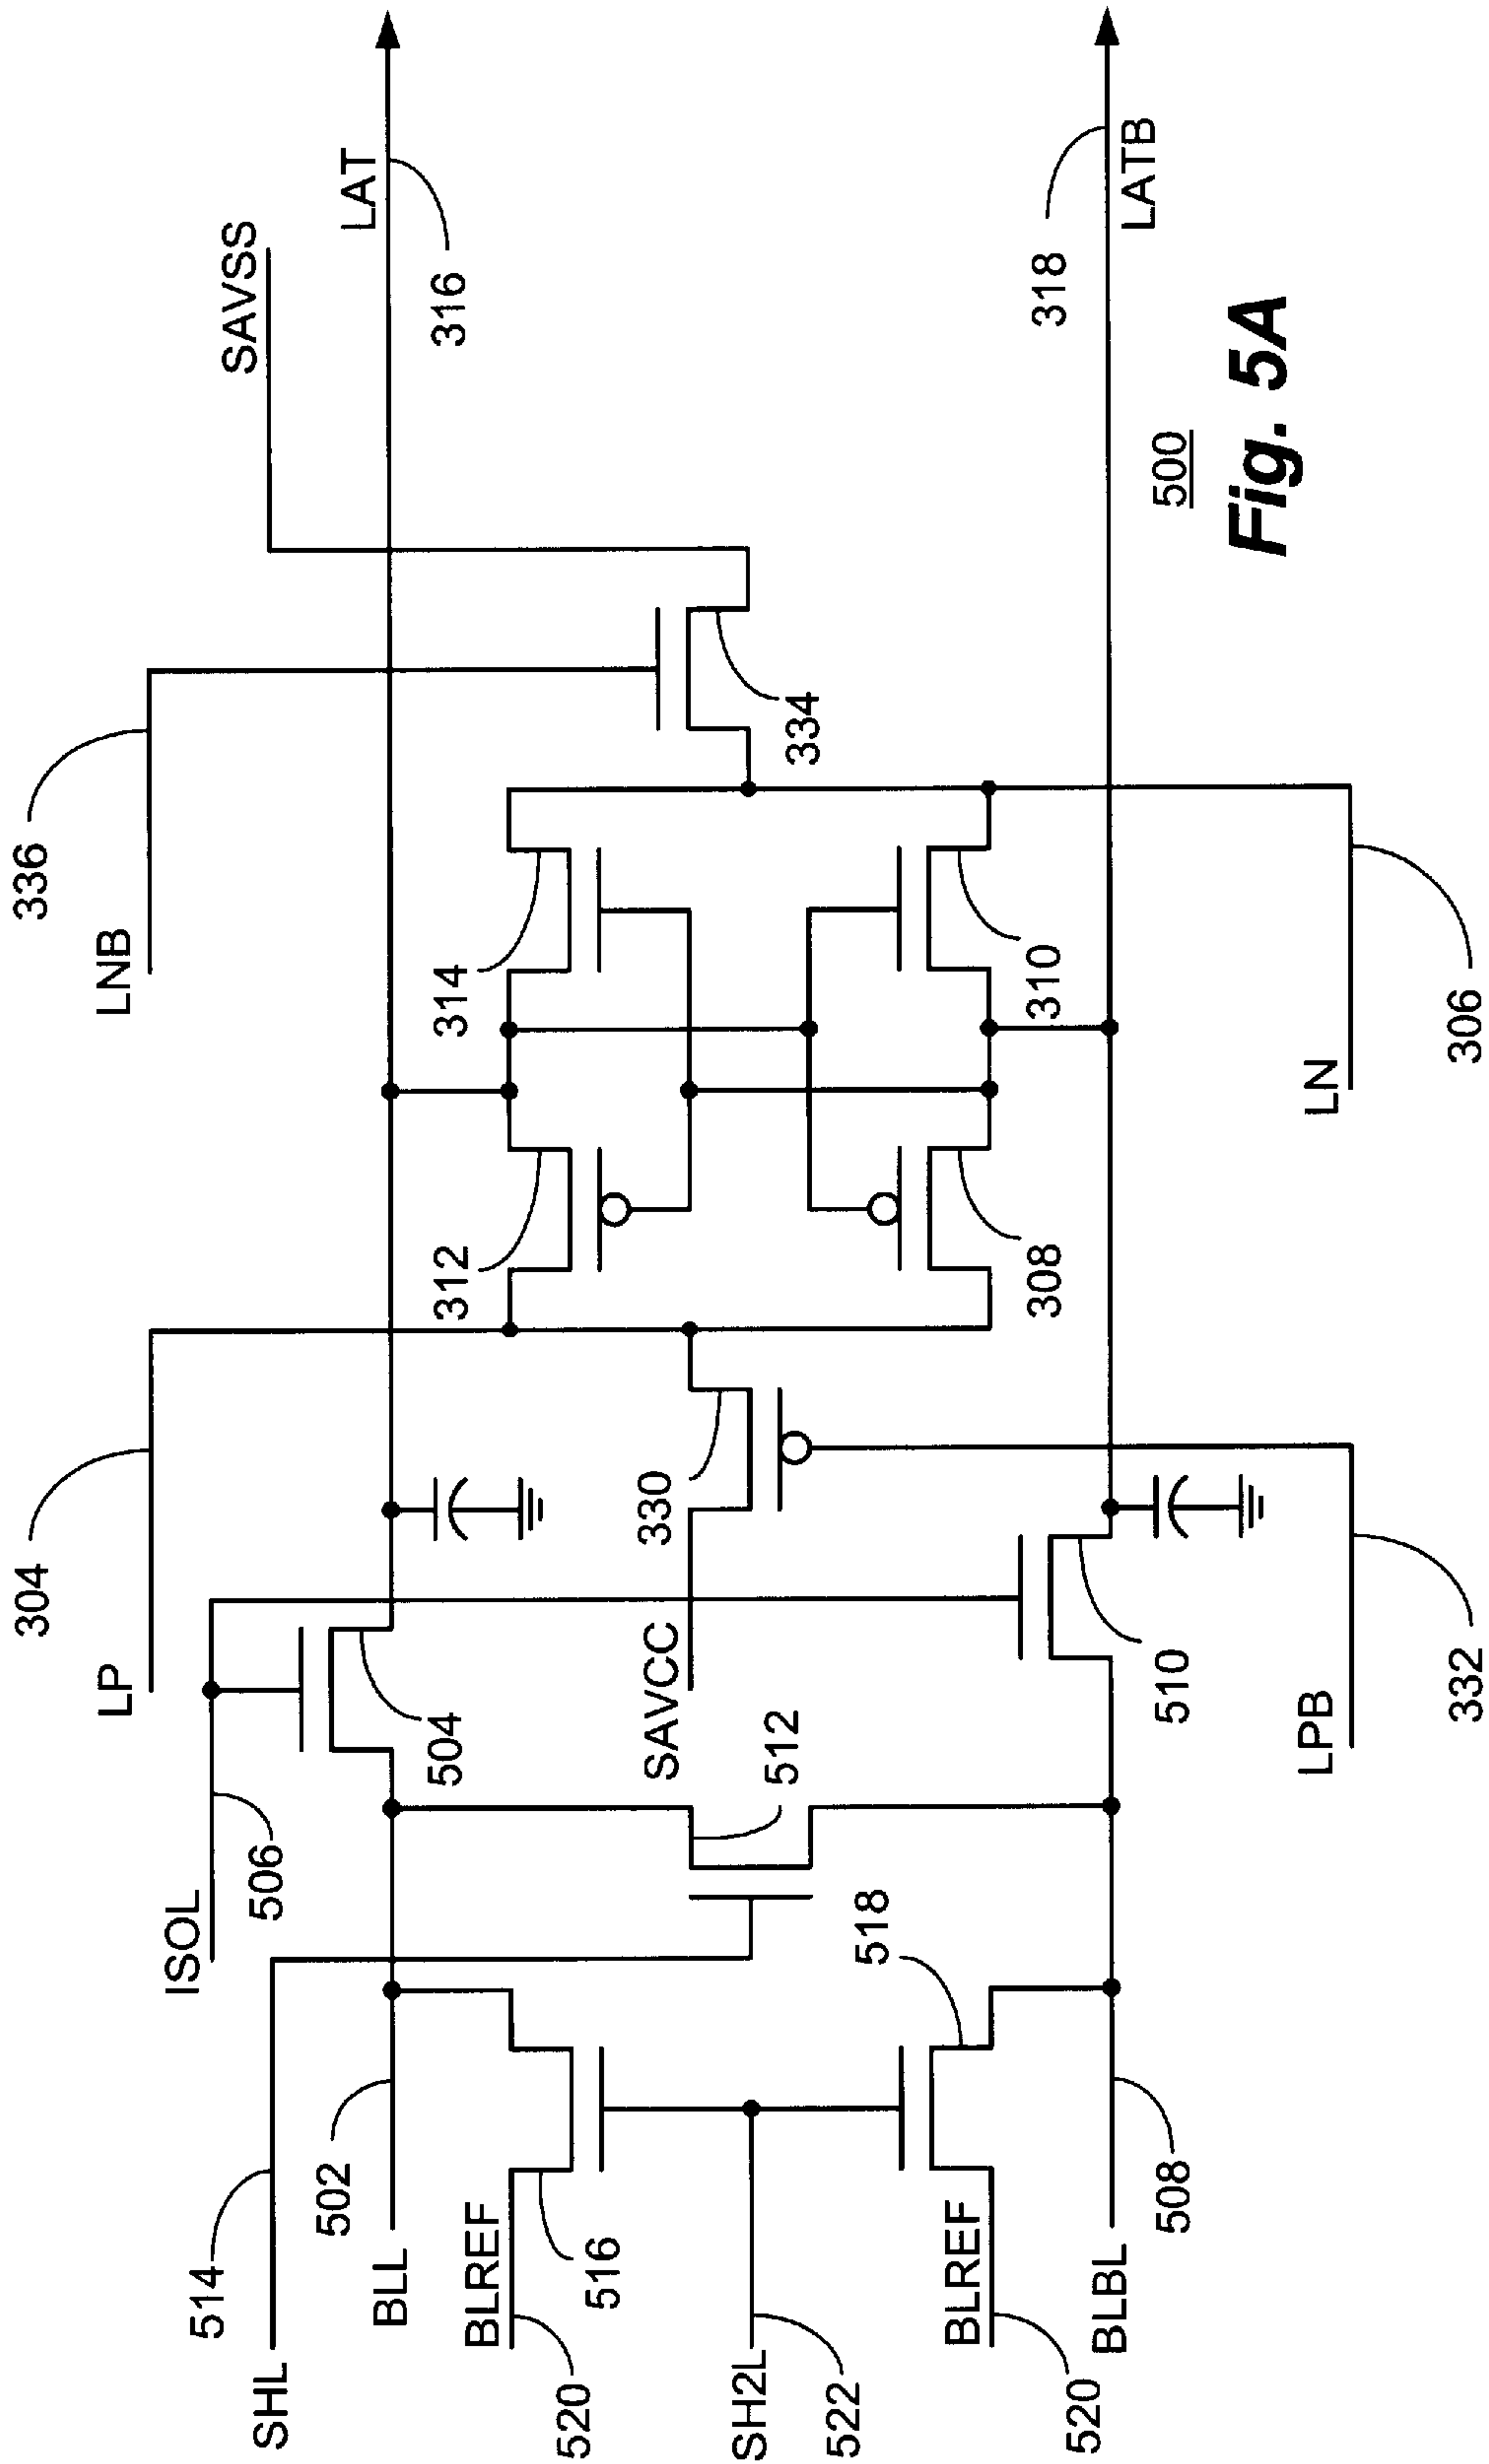 336
LNB
SAVSS
LAT
316
304
LP
ISOL
506
504
312
314
334
318
LATB
500
Fig. 5A
SAVCC
330
512
308
310
LN
306
510
LPB
332
514
SHL
502
BLL
BLREF
520
516
518
SH2L
522
BLREF
520
BLBL
508